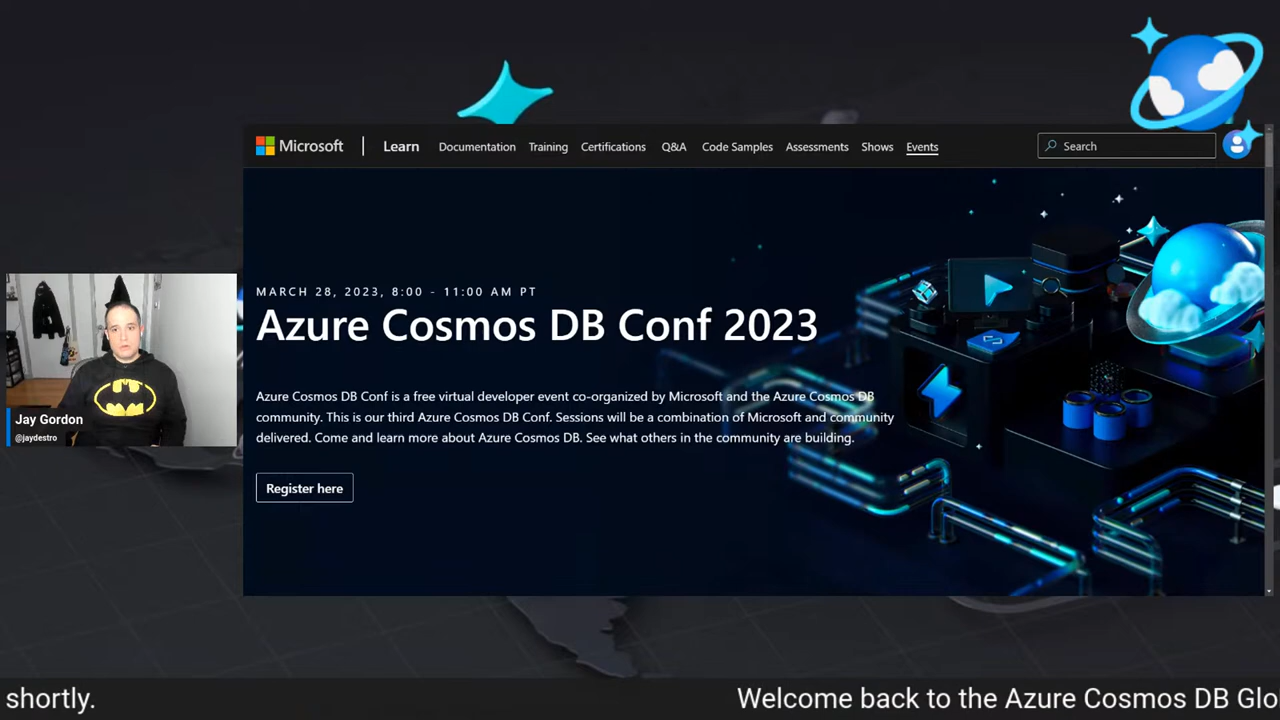 Microsoft
Learn
Documentation
Training
Certifications
Q&A
Code Samples
Assessments
Shows
Events
Search
MARCH 28, 2023, 8:00 - 11:00 AM PT
Azure Cosmos DB Conf 2023
Azure Cosmos DB Conf is a free virtual developer event co-organized by Microsoft and the Azure Cosmos DB
community. This is our third Azure Cosmos DB Conf. Sessions will be a combination of Microsoft and community
delivered. Come and learn more about Azure Cosmos DB. See what others in the community are building.
Register here
Jay Gordon
@jaydestro
shortly.
Welcome back to the Azure Cosmos DB Glo